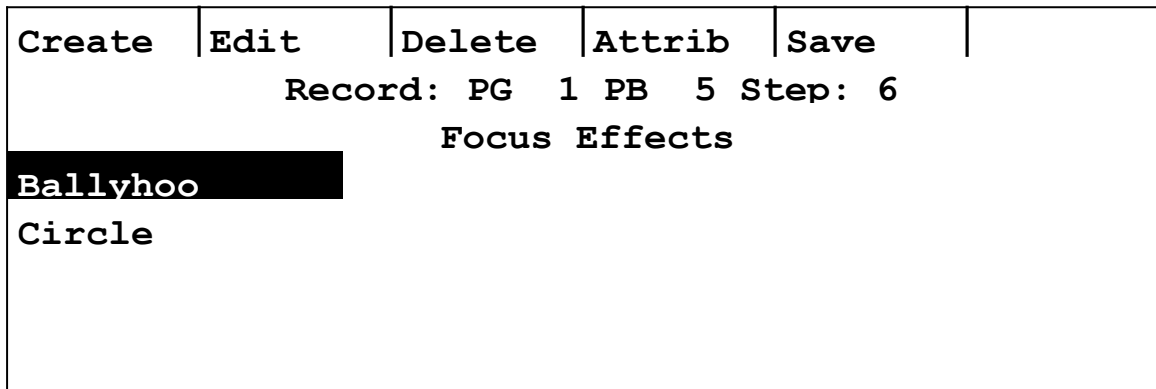 Create Edit Delete Attrib Save
Record: PG 1 PB 5 Step: 6
Focus Effects
Ballyhoo
Circle